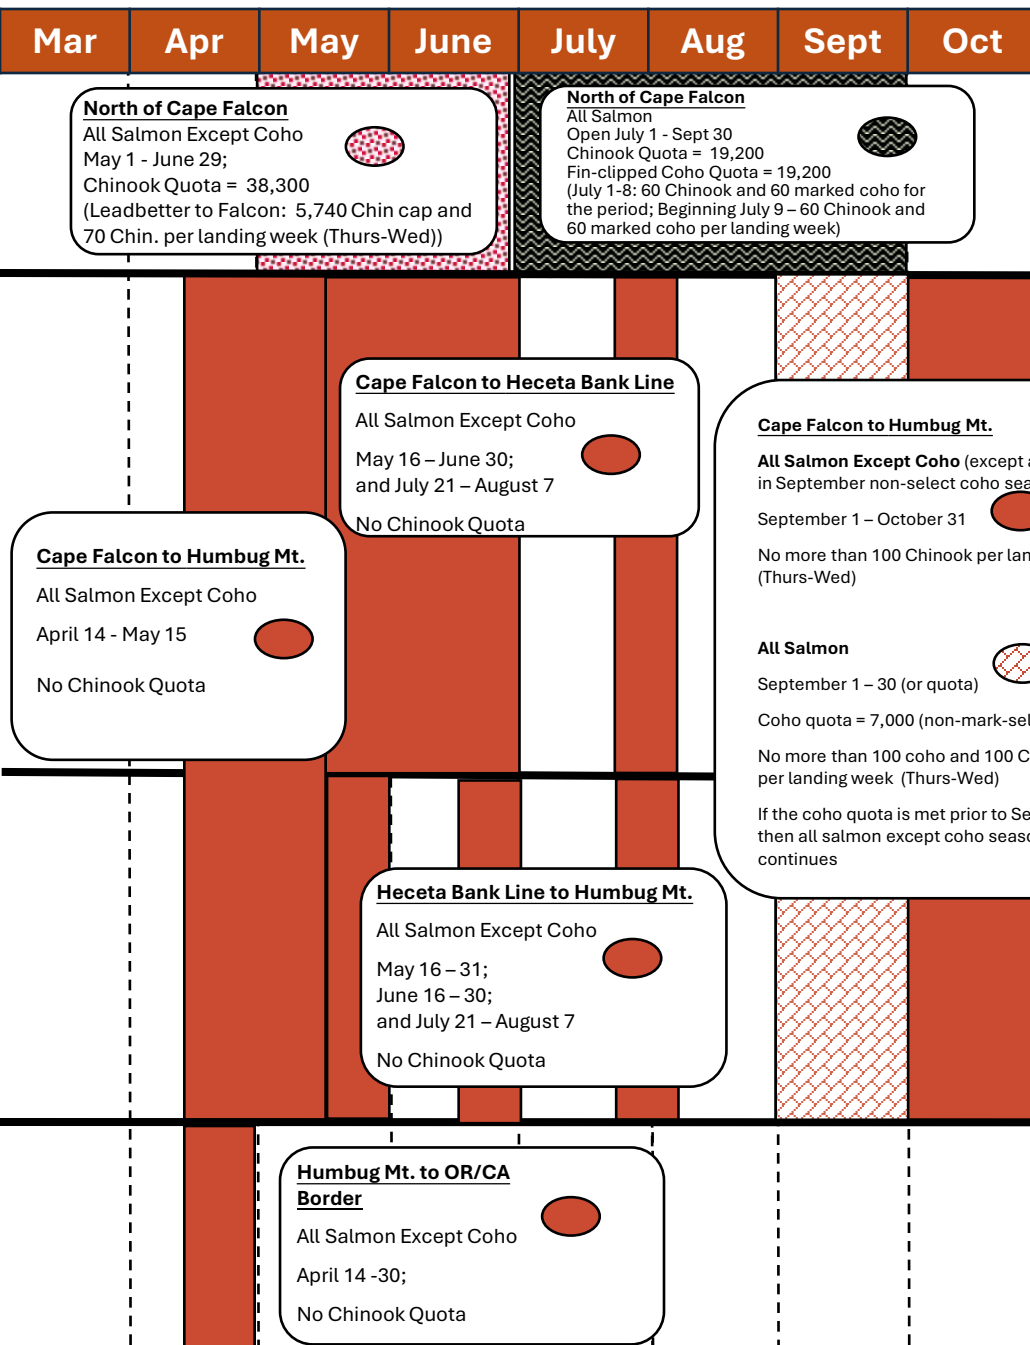 Mar Apr May June July Aug Sept Oct
North of Cape Falcon
All Salmon Except Coho
May 1 - June 29;
Chinook Quota = 38,300
(Leadbetter to Falcon: 5,740 Chin cap and
70 Chin. per landing week (Thurs-Wed))
North of Cape Falcon
All Salmon
Open July 1 - Sept 30
Chinook Quota = 19,200
Fin-clipped Coho Quota = 19,200
(July 1-8: 60 Chinook and 60 marked coho for
the period; Beginning July 9 – 60 Chinook and
60 marked coho per landing week)
Cape Falcon to Heceta Bank Line
All Salmon Except Coho
May 16 – June 30;
and July 21 – August 7
No Chinook Quota
Cape Falcon to Humbug Mt.
All Salmon Except Coho
April 14 - May 15
No Chinook Quota
Cape Falcon to Humbug Mt.
All Salmon Except Coho (except
in September non-select coho
September 1 – October 31
No more than 100 Chinook per
(Thurs-Wed)
All Salmon
September 1 – 30 (or quota)
Coho quota = 7,000
No more than 100 coho and 100
per landing week (Thurs-Wed)
If the coho quota is met prior to
then all salmon except coho
continues
Heceta Bank Line to Humbug Mt.
All Salmon Except Coho
May 16 – 31;
June 16 – 30;
and July 21 – August 7
No Chinook Quota
Humbug Mt. to OR/CA
Border
All Salmon Except Coho
April 14 -30;
No Chinook Quota